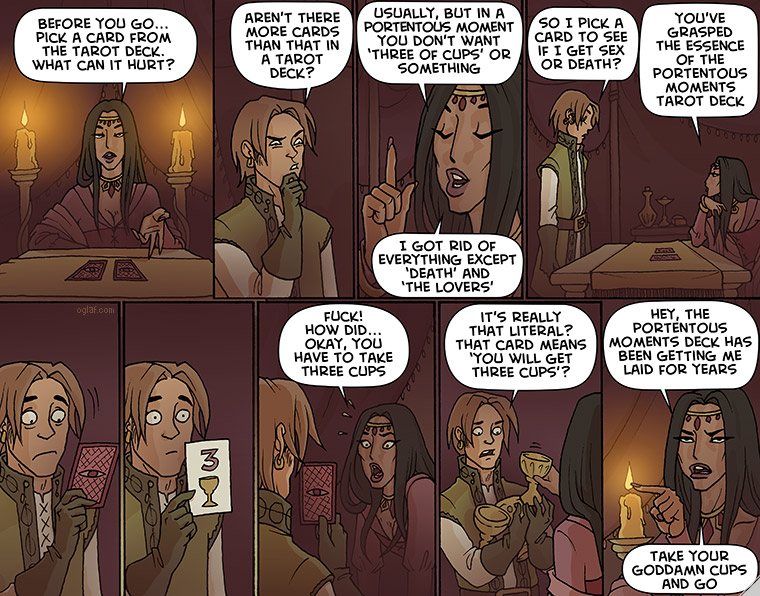 BEFORE YOU GO...
PICK A CARD FROM
THE TAROT DECK.
WHAT CAN IT HURT?
AREN'T THERE
MORE CARDS
THAN THAT IN
A TAROT
DECK?
USUALLY, BUT IN A
PORTENTOUS MOMENT
YOU DON'T WANT
'THREE OF CUPS' OR
SOMETHING
I GOT RID OF
EVERYTHING EXCEPT
'DEATH' AND
'THE LOVERS'
SO I PICK A
CARD TO SEE
IF I GET SEX
OR DEATH?
YOU'VE
GRASPED
THE ESSENCE
OF THE
PORTENTOUS
MOMENTS
TAROT DECK
oglaf.com
3
FUCK!
HOW DID...
OKAY, YOU
HAVE TO TAKE
THREE CUPS
IT'S REALLY
THAT LITERAL?
THAT CARD MEANS
'YOU WILL GET
THREE CUPS'?
HEY, THE
PORTENTOUS
MOMENTS DECK HAS
BEEN GETTING ME
LAID FOR YEARS
TAKE YOUR
GODDAMN CUPS
AND GO